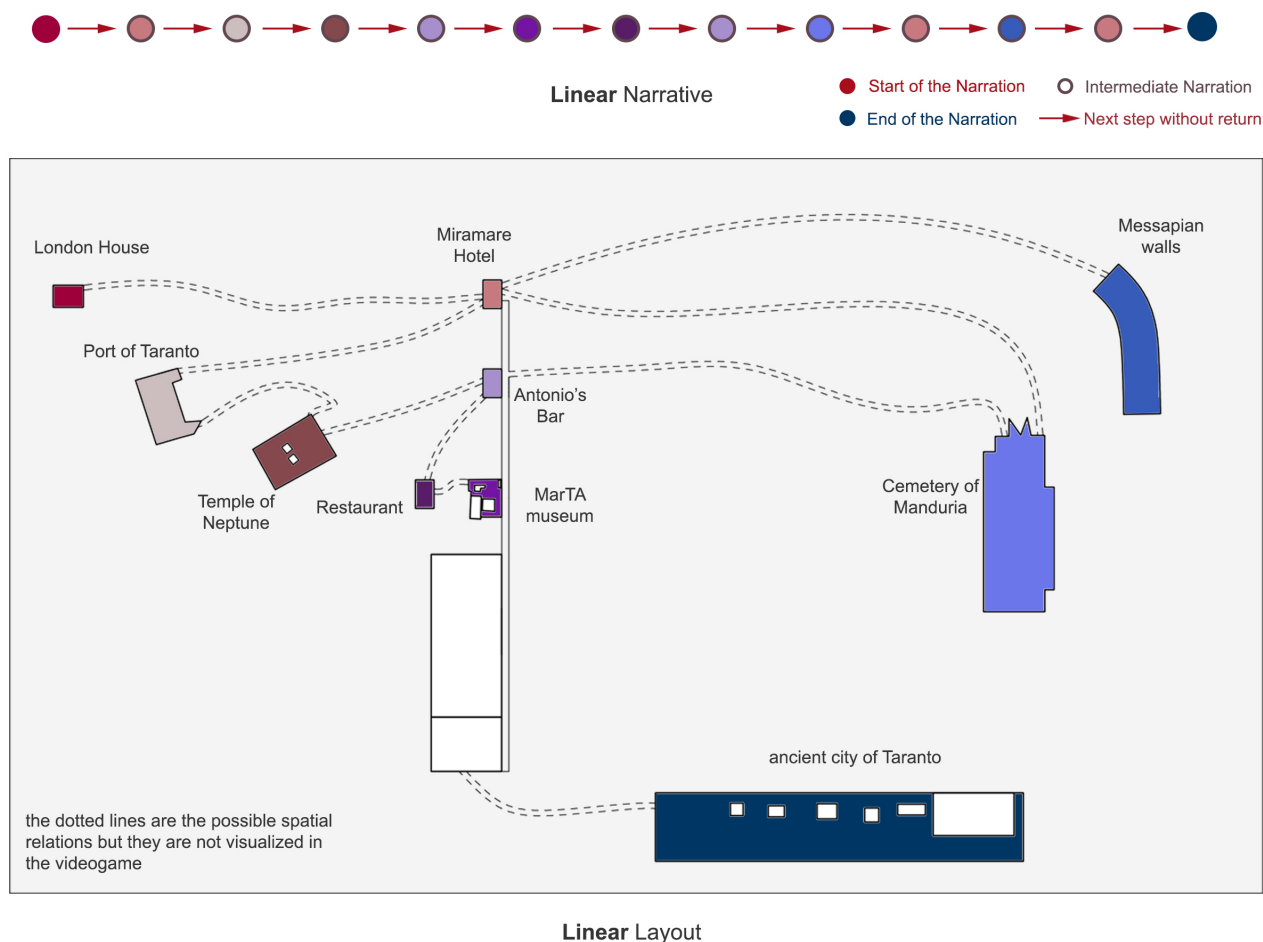 Linear Narrative
Start of the Narration
Intermediate Narration
End of the Narration
Next step without return
London House
Miramare
Hotel
Messapian
walls
Port of Taranto
Antonio's
Bar
Temple of
Neptune
Restaurant
MarTA
museum
Cemetery of
Manduria
ancient city of Taranto
the dotted lines are the possible spatial
relations but they are not visualized in
the videogame
Linear Layout